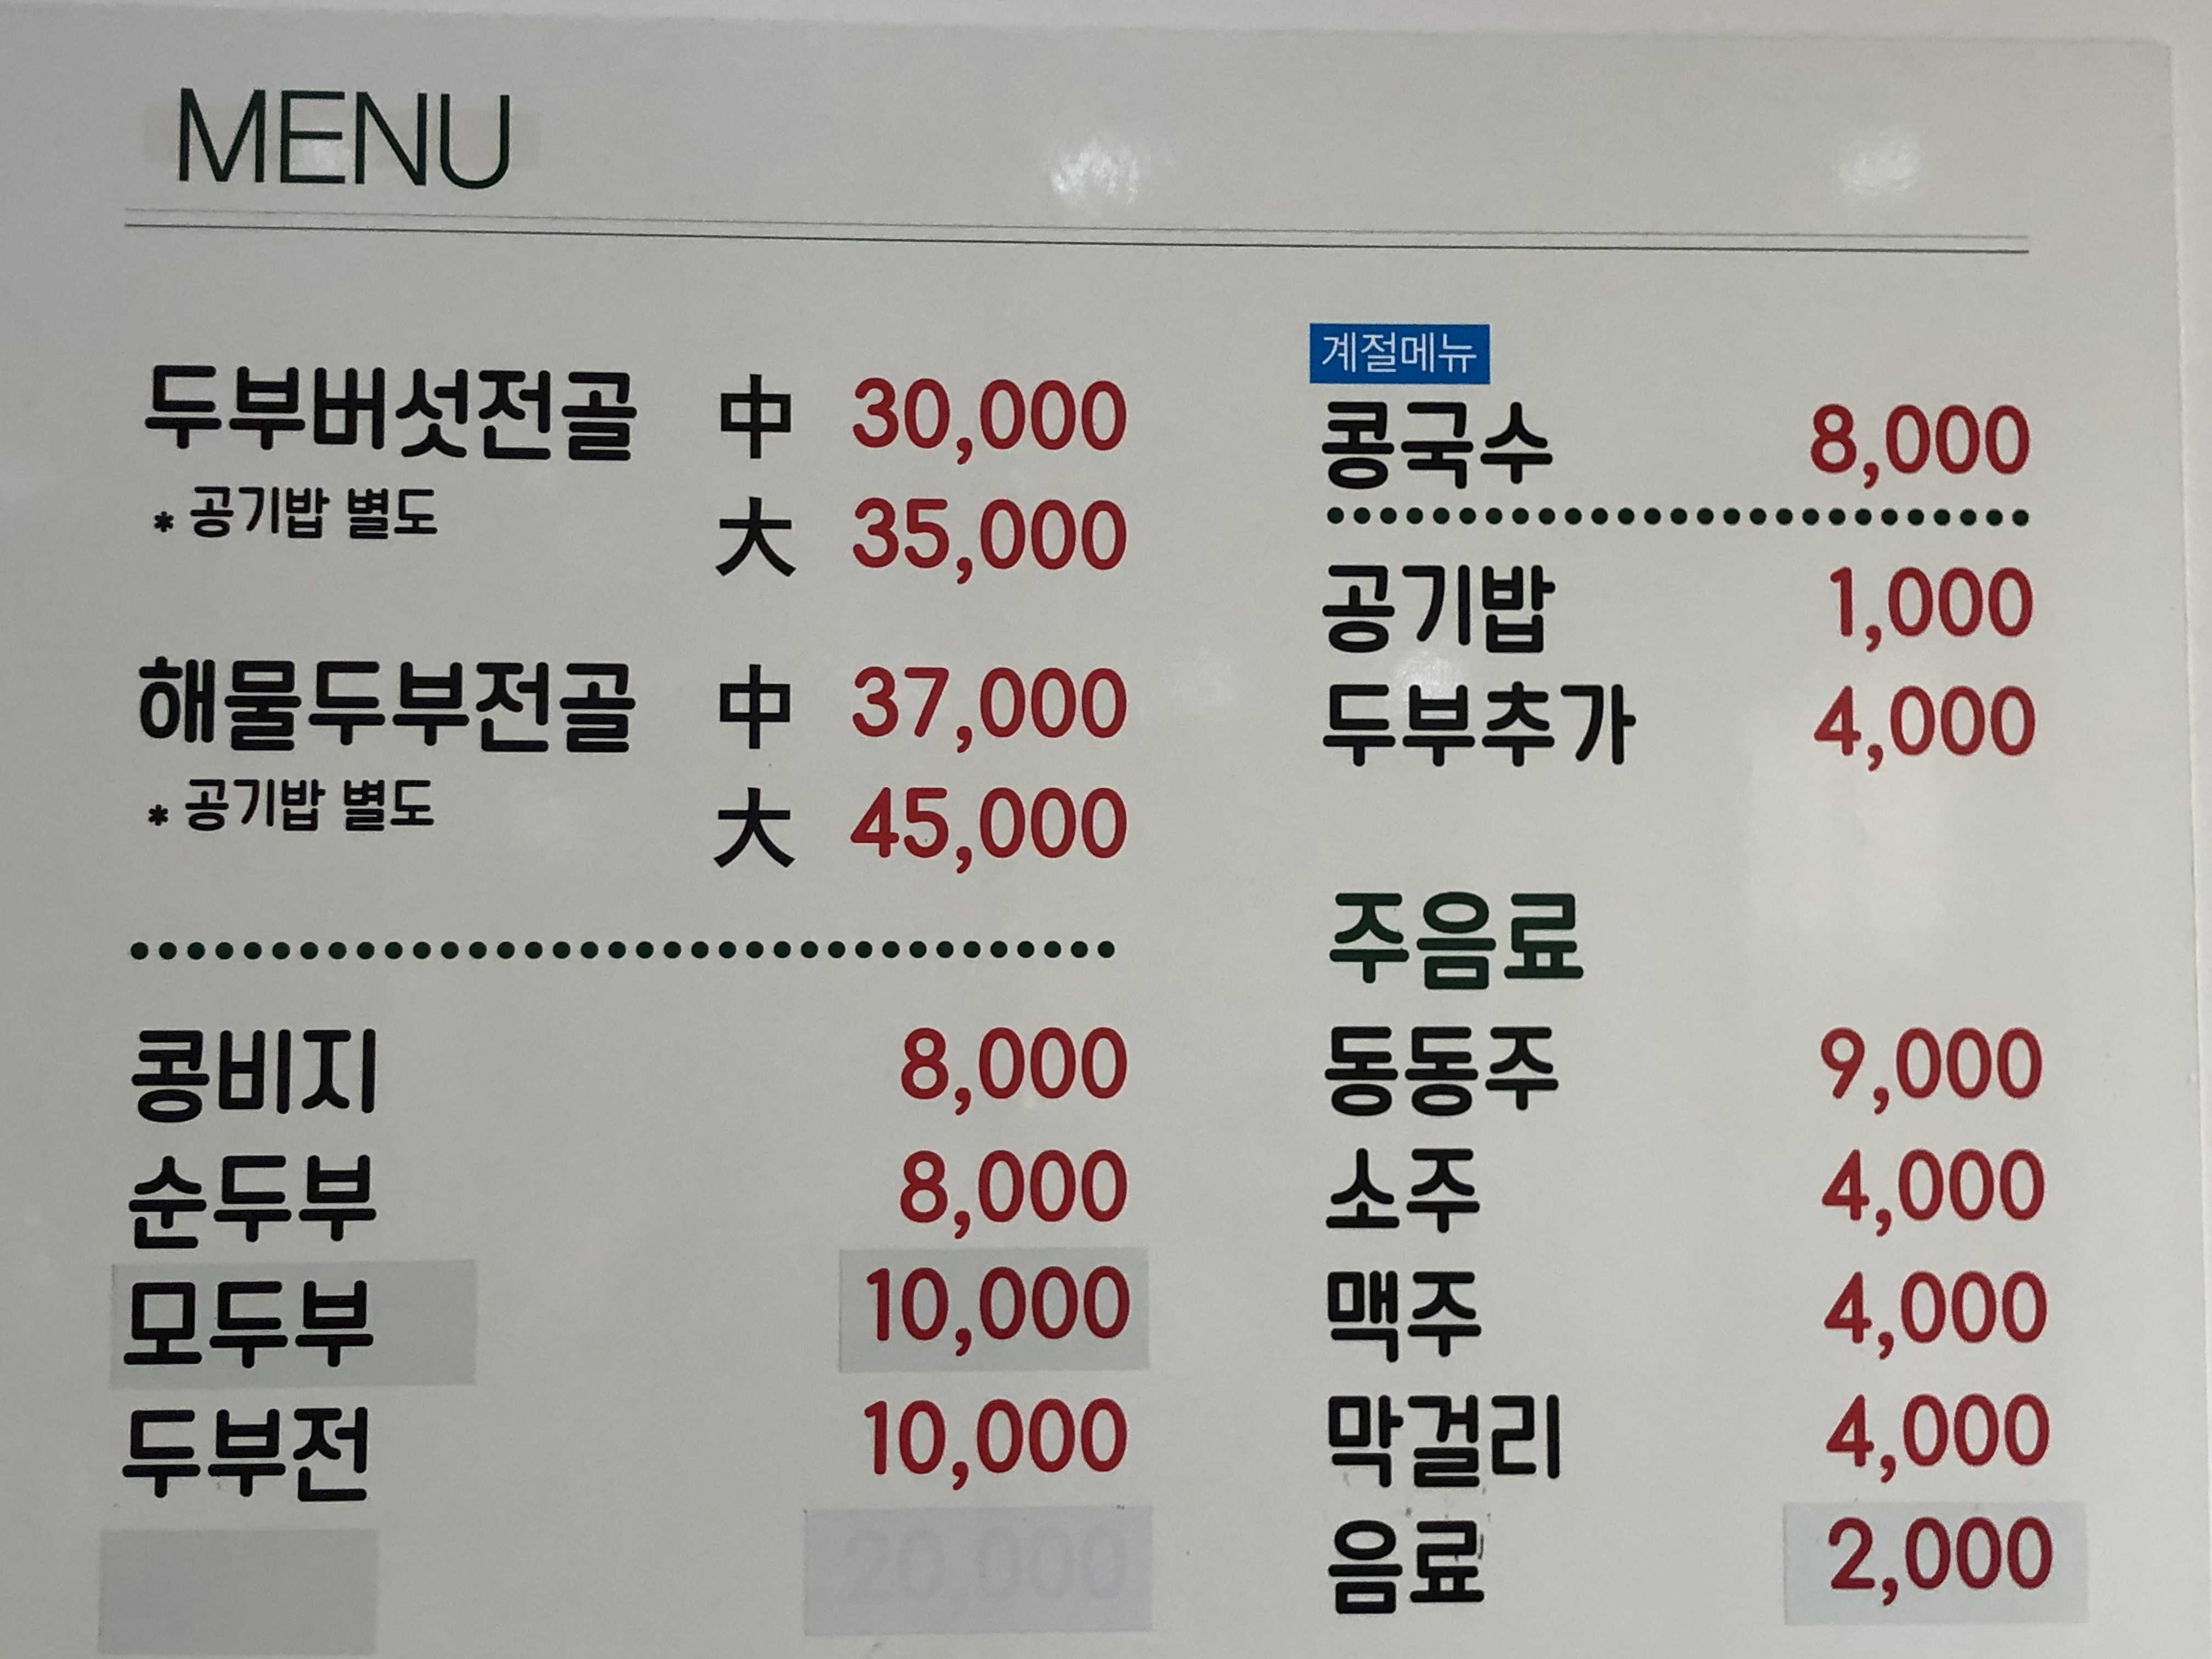 MENU
두부버섯전골 中 30,000
* 공기밥 별도
大 35,000
해물두부전골 中 37,000
* 공기밥 별도
大 45,000
콩비지 8,000
순두부 8,000
모두부 10,000
두부전 10,000
20,000
계절메뉴
콩국수 8,000
공기밥 1,000
두부추가 4,000
주음료
동동주 9,000
소주 4,000
맥주 4,000
막걸리 4,000
음료 2,000